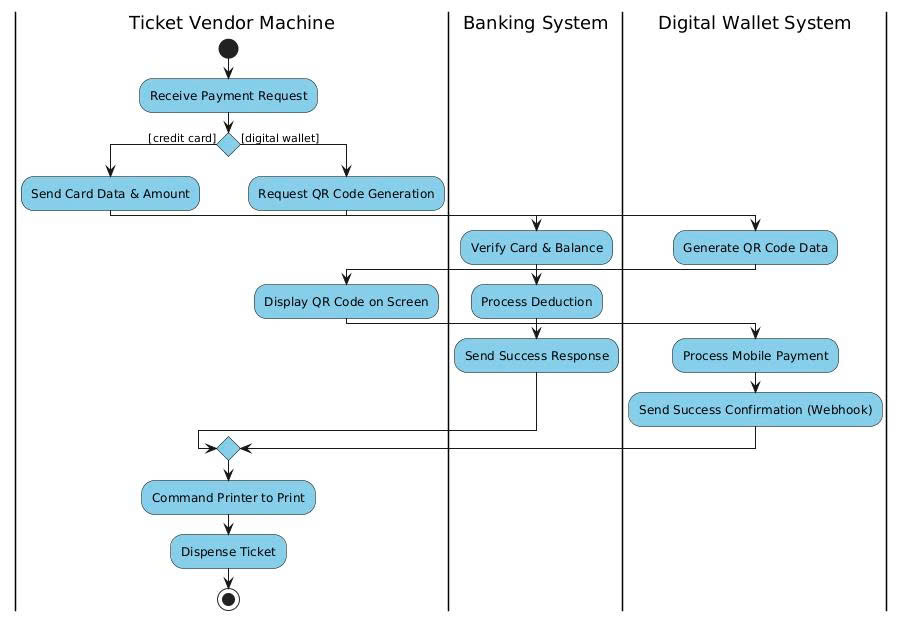 Ticket Vendor Machine
Banking System
Digital Wallet System
Receive Payment Request
[credit card]
[digital wallet]
Send Card Data & Amount
Request QR Code Generation
Verify Card & Balance
Generate QR Code Data
Display QR Code on Screen
Process Deduction
Send Success Response
Process Mobile Payment
Send Success Confirmation (Webhook)
Command Printer to Print
Dispense Ticket